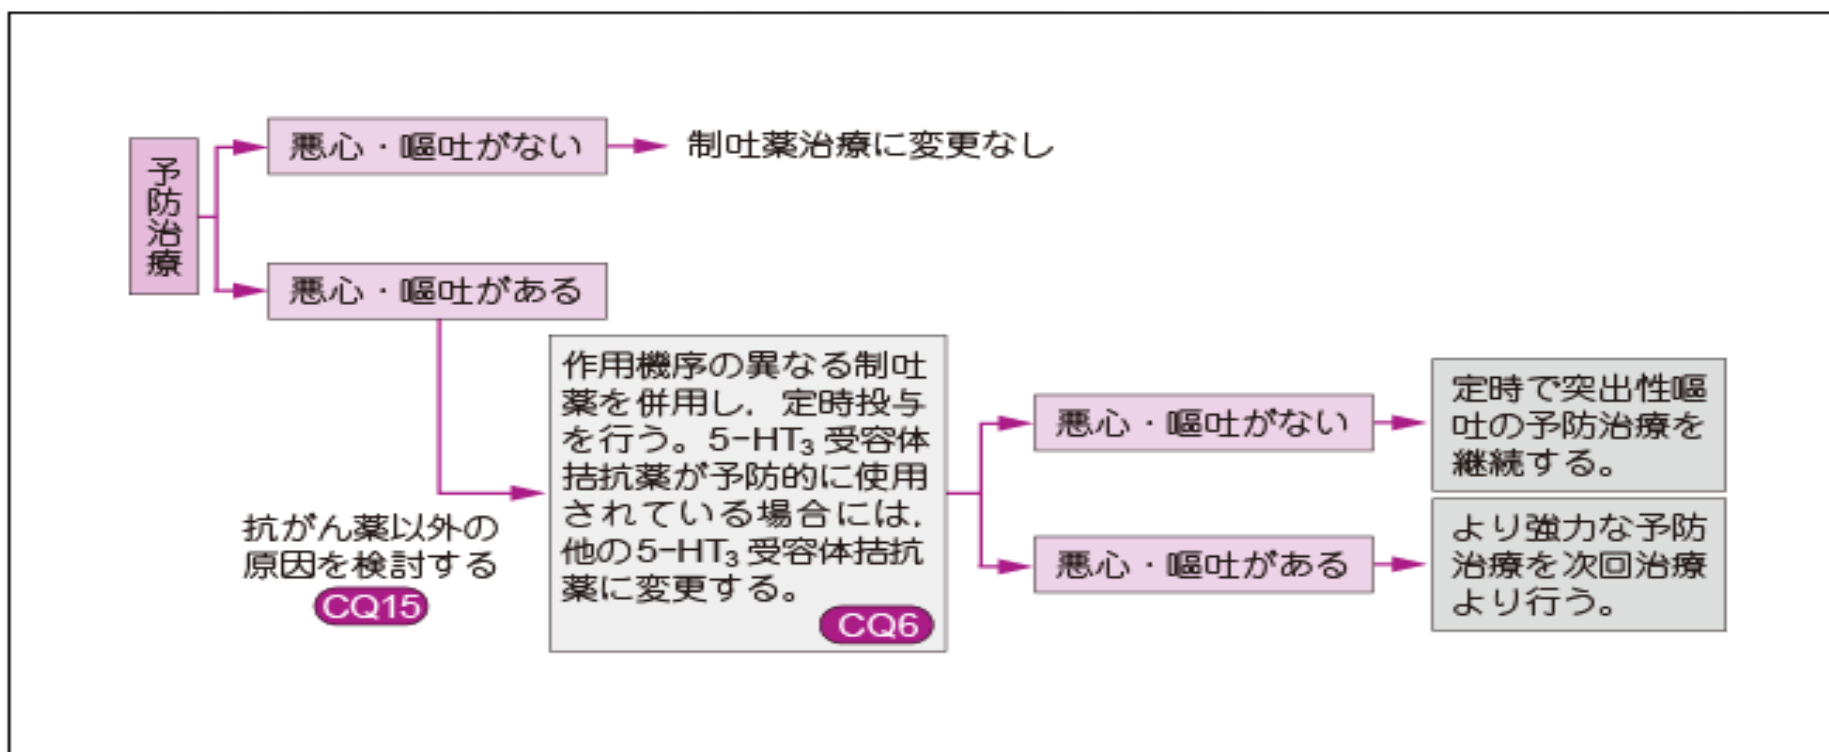 予防治療
悪心・嘔吐がない
制吐薬治療に変更なし
悪心・嘔吐がある
抗がん薬以外の
原因を検討する
CQ15
作用機序の異なる制吐
薬を併用し，定時投与
を行う。5-HT₃ 受容体
拮抗薬が予防的に使用
されている場合には，
他の5-HT₃ 受容体拮抗
薬に変更する。
CQ6
悪心・嘔吐がない
定時で突出性嘔
吐の予防治療を
継続する。
悪心・嘔吐がある
より強力な予防
治療を次回治療
より行う。